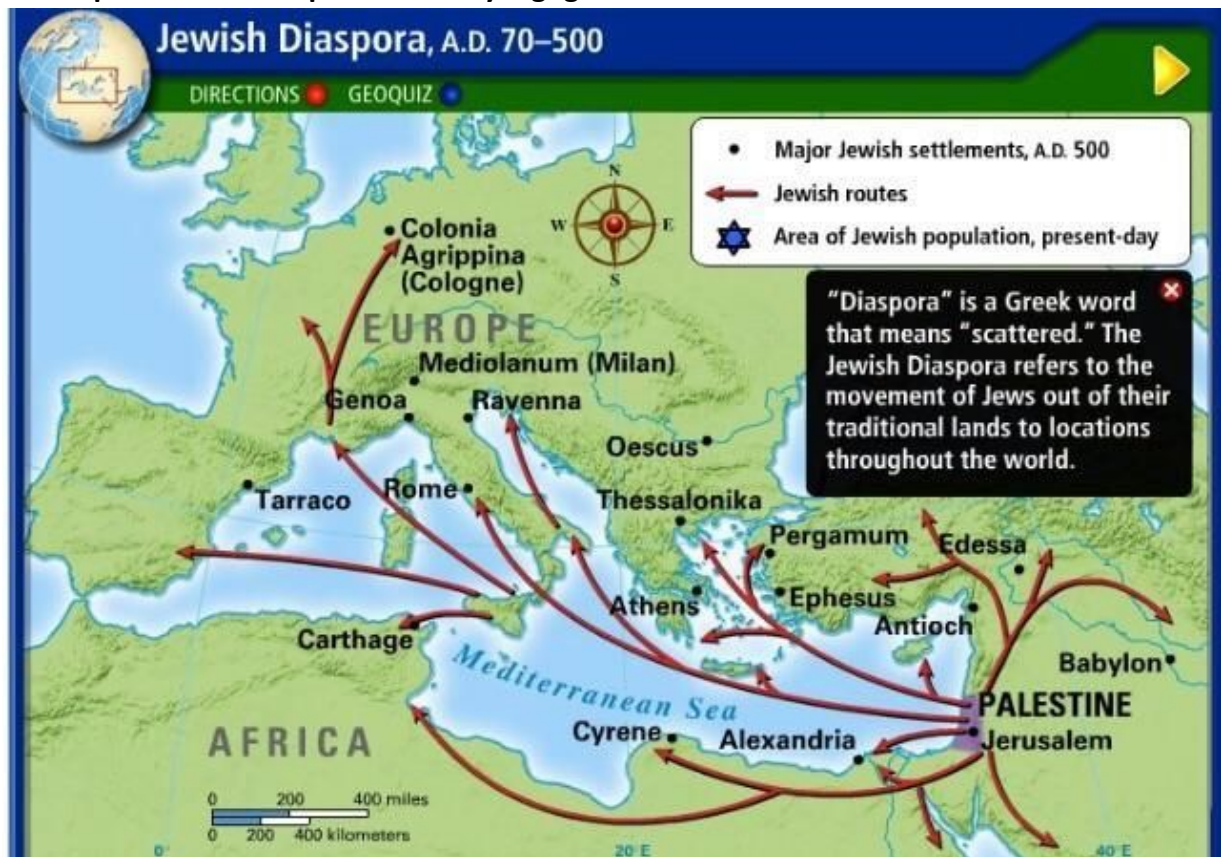 Jewish Diaspora, A.D. 70–500
DIRECTIONS GEOQUIZ
Major Jewish settlements, A.D. 500
Jewish routes
Area of Jewish population, present-day
N
W E
S
"Diaspora" is a Greek word
that means "scattered." The
Jewish Diaspora refers to the
movement of Jews out of their
traditional lands to locations
throughout the world.
Colonia
Agrippina
(Cologne)
EUROPE
Mediolanum (Milan)
Genoa
Ravenna
Oescus
Tarraco
Rome
Thessalonika
Pergamum
Edessa
Athens
Ephesus
Antioch
Carthage
Babylon
Mediterranean Sea
PALESTINE
Jerusalem
AFRICA
Cyrene
Alexandria
0 200 400 miles
0 200 400 kilometers
0°
20°E
40°E